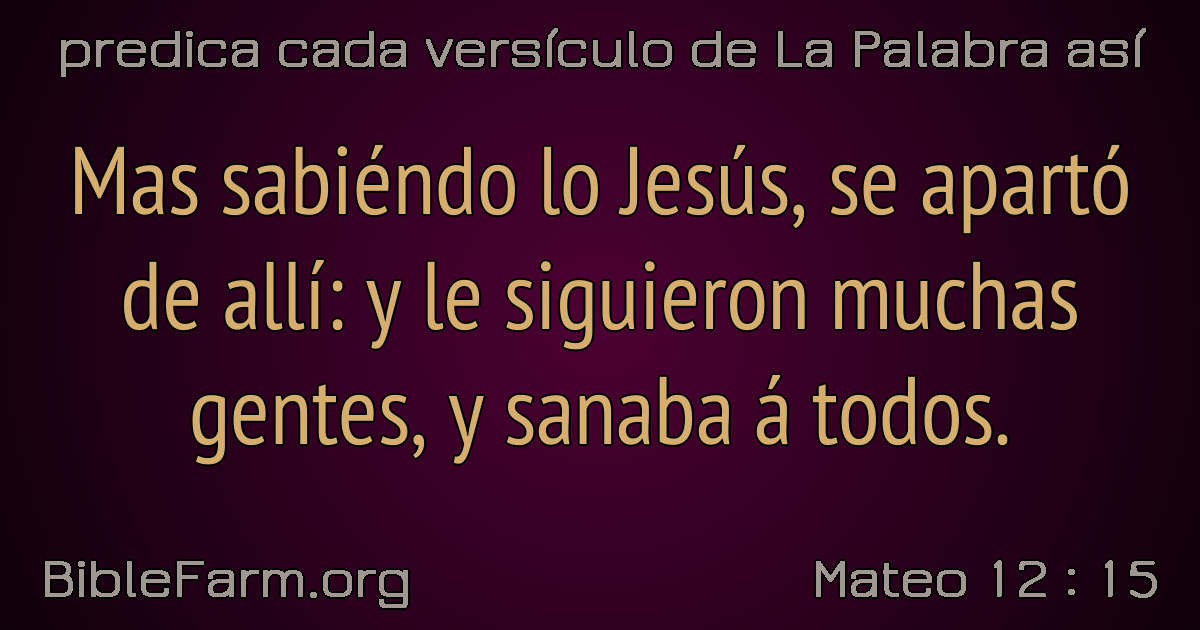 predica cada versículo de La Palabra así
Mas sabiéndo lo Jesús, se apartó
de allí: y le siguieron muchas
gentes, y sanaba á todos.
BibleFarm.org
Mateo 12 : 15